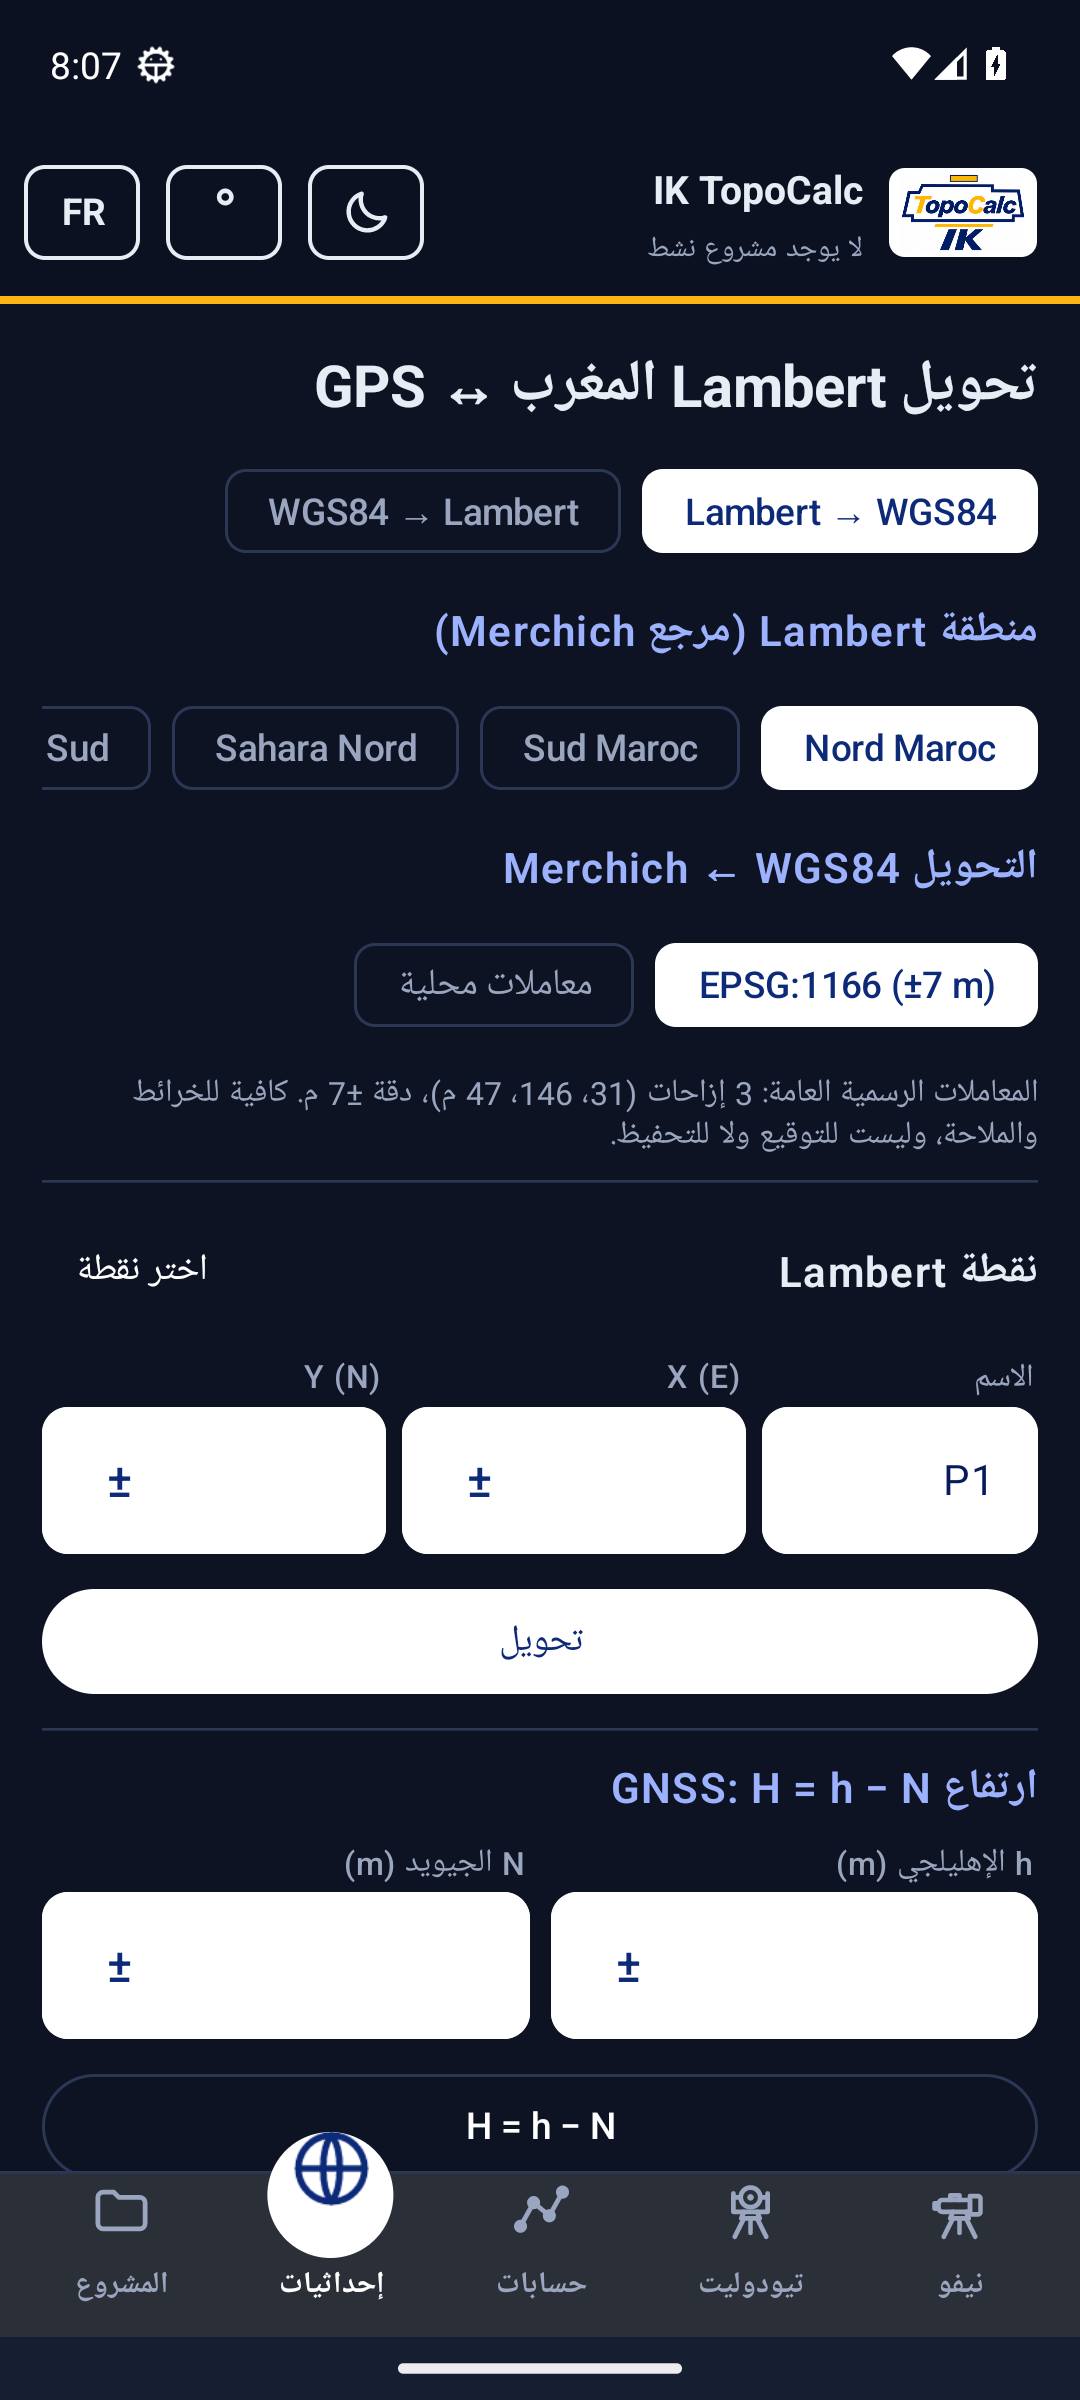 8:07
TopoCalc
IK
IK TopoCalc
لا يوجد مشروع نشط
°
FR
تحويل Lambert المغرب ↔ GPS
Lambert → WGS84
WGS84 → Lambert
منطقة Lambert (مرجع Merchich)
Nord Maroc
Sud Maroc
Sahara Nord
Sud
التحويل Merchich ← WGS84
EPSG:1166 (±7 m)
معاملات محلية
المعاملات الرسمية العامة: 3 إزاحات (31، 146، 47 م)، دقة ±7 م. كافية للخرائط
والملاحة، وليست للتوقيع ولا للتحفيظ.
نقطة Lambert
اختر نقطة
الاسم
X (E)
Y (N)
P1
±
±
تحويل
ارتفاع GNSS: H = h − N
h الإهليلجي (m)
N الجيويد (m)
±
±
H = h − N
نيفو
تيودوليت
حسابات
إحداثيات
المشروع